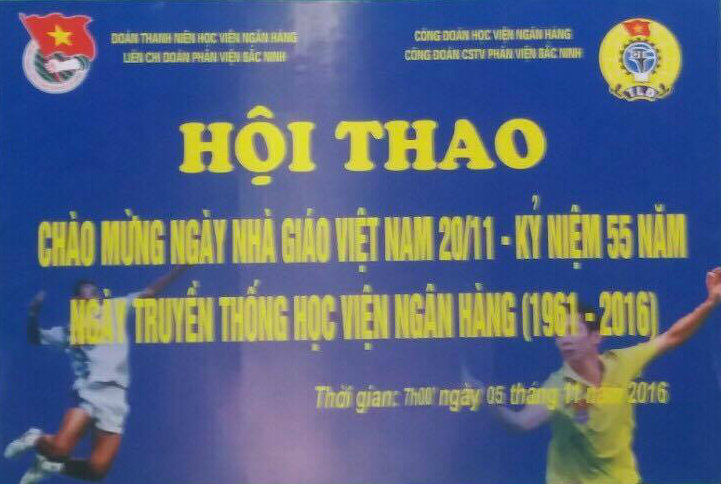 ĐOÀN THANH NIÊN HỌC VIỆN NGÂN HÀNG
LIÊN CHI ĐOÀN PHÂN VIỆN BẮC NINH
CÔNG ĐOÀN HỌC VIỆN NGÂN HÀNG
CÔNG ĐOÀN CSTV PHÂN VIỆN BẮC NINH
TLĐ
HỘI THAO
CHÀO MỪNG NGÀY NHÀ GIÁO VIỆT NAM 20/11 - KỶ NIỆM 55 NĂM
NGÀY TRUYỀN THỐNG HỌC VIỆN NGÂN HÀNG (1961 - 2016)
Thời gian: 7h00' ngày 05 tháng 11 năm 2016